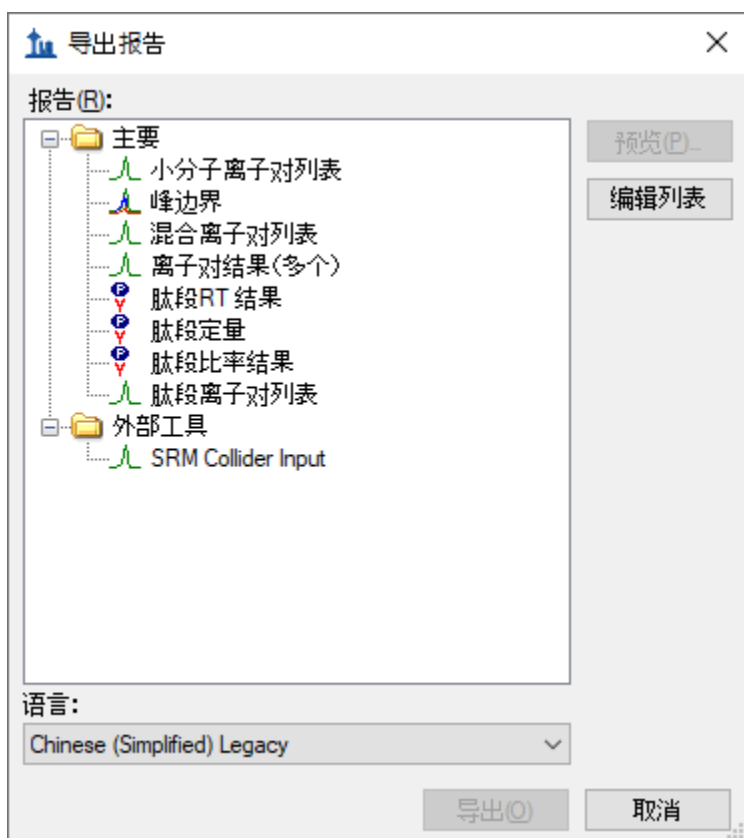 导出报告
报告(R):
主要
预览(P)...
小分子离子对列表
编辑列表
峰边界
混合离子对列表
离子对结果(多个)
肽段RT 结果
肽段定量
肽段比率结果
肽段离子对列表
外部工具
SRM Collider Input
语言:
Chinese (Simplified) Legacy
导出(O)
取消